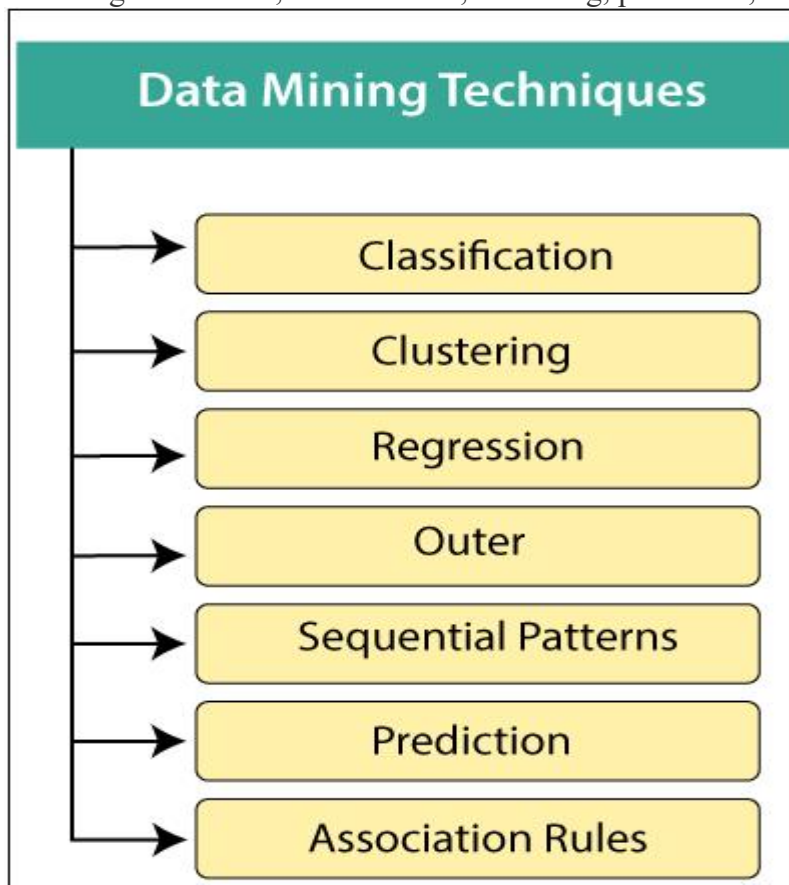 Data Mining Techniques
Classification
Clustering
Regression
Outer
Sequential Patterns
Prediction
Association Rules